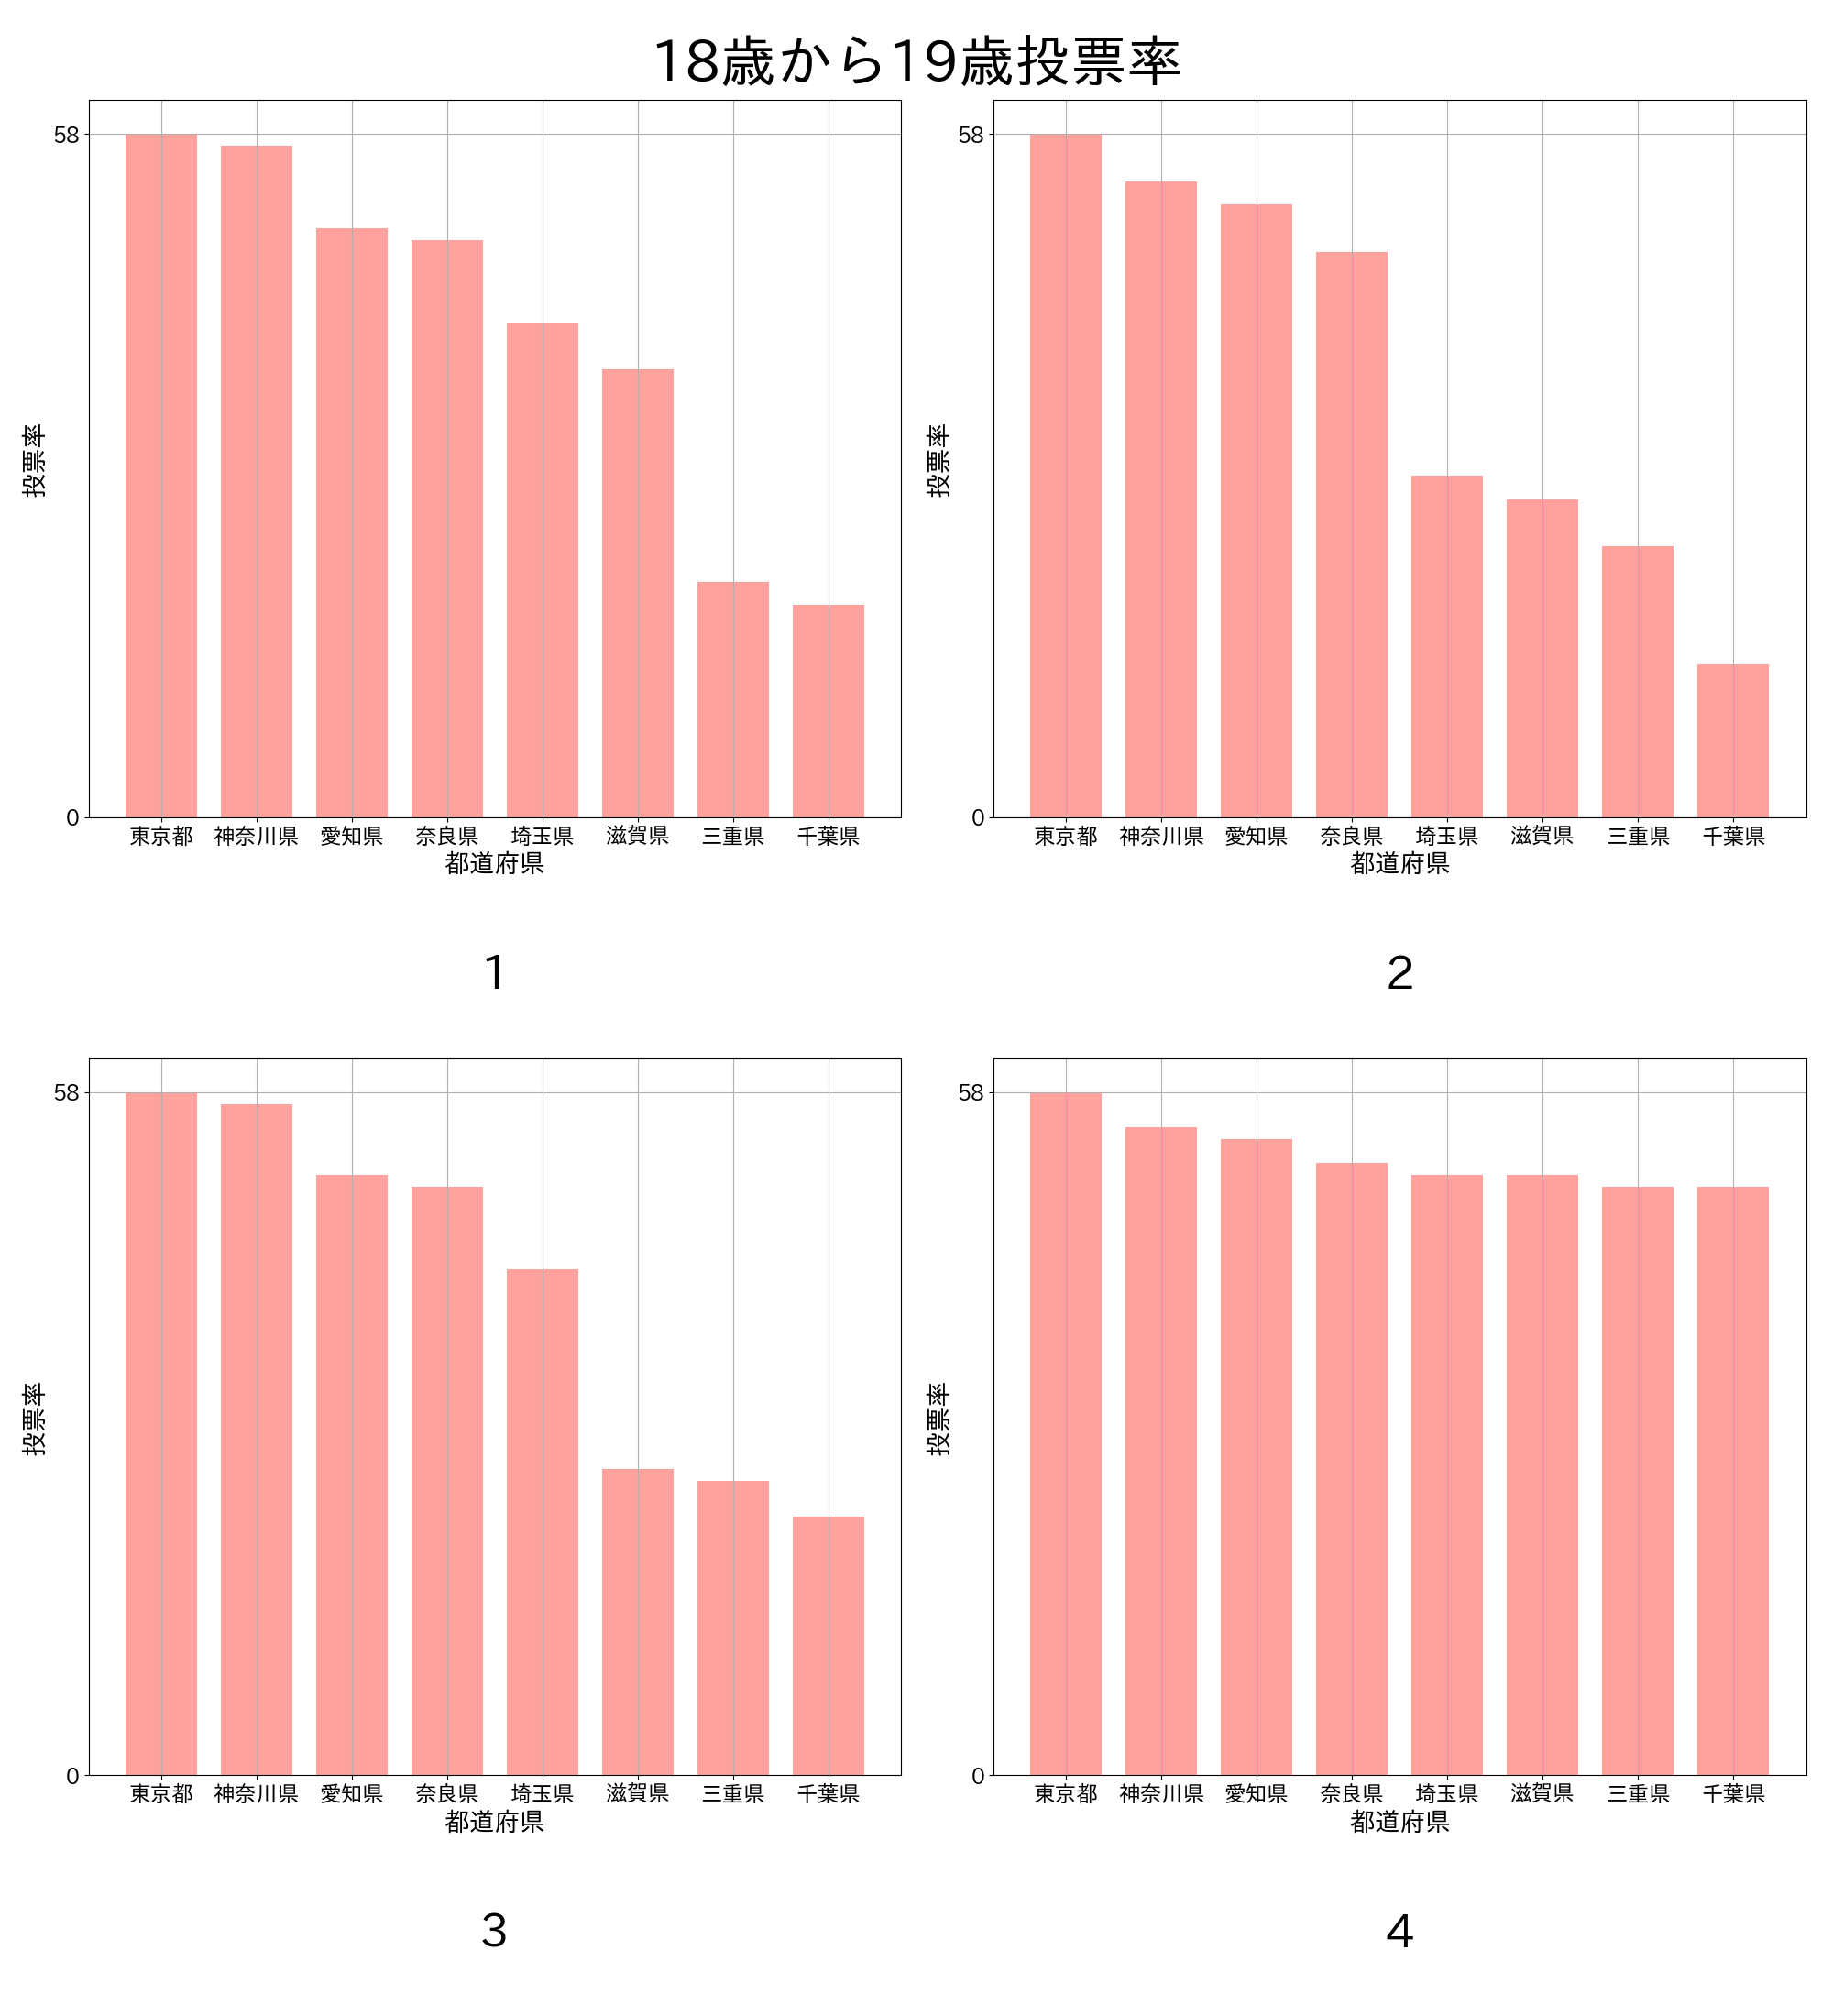 18歳から19歳投票率
58
0
投票率
東京都 神奈川県 愛知県 奈良県 埼玉県 滋賀県 三重県 千葉県
都道府県
1
58
0
投票率
東京都 神奈川県 愛知県 奈良県 埼玉県 滋賀県 三重県 千葉県
都道府県
2
58
0
投票率
東京都 神奈川県 愛知県 奈良県 埼玉県 滋賀県 三重県 千葉県
都道府県
3
58
0
投票率
東京都 神奈川県 愛知県 奈良県 埼玉県 滋賀県 三重県 千葉県
都道府県
4